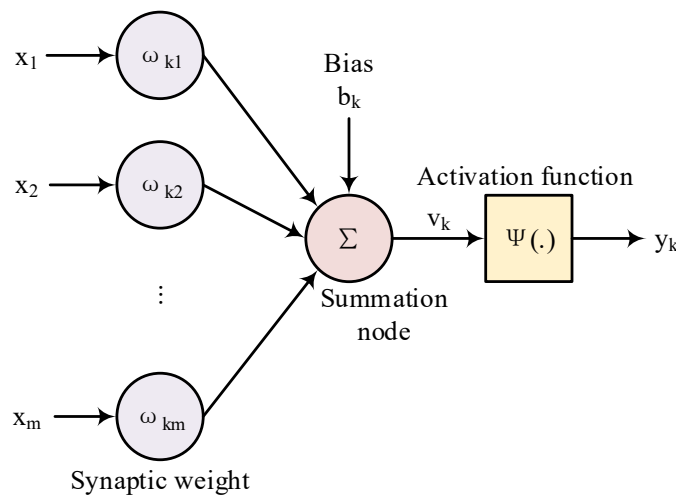 x1
ω k1
Bias
bk
x2
ω k2
Activation function
Σ
vk
Ψ(.)
yk
⋮
Summation
node
xm
ω km
Synaptic weight